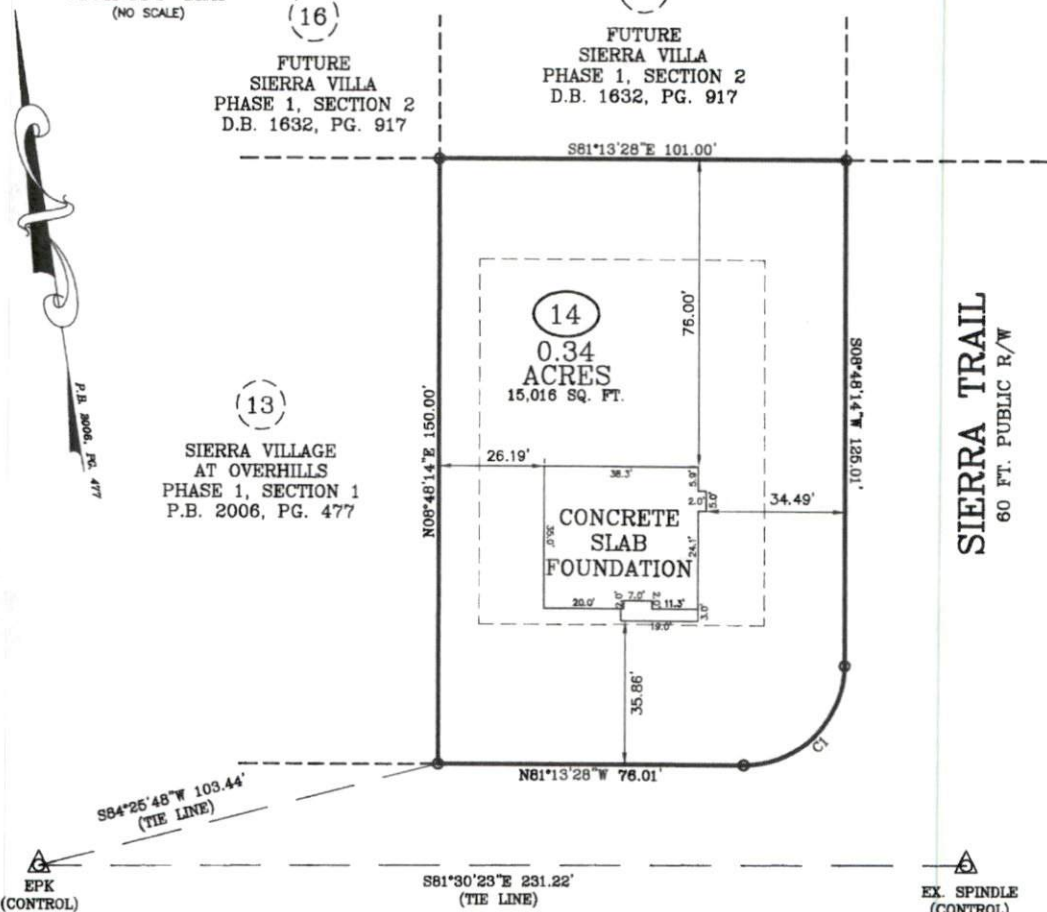 (NO SCALE)
16
FUTURE
SIERRA VILLA
PHASE 1, SECTION 2
D.B. 1632, PG. 917
FUTURE
SIERRA VILLA
PHASE 1, SECTION 2
D.B. 1632, PG. 917
S81°13'28"E 101.00'
14
0.34
ACRES
15,016 SQ. FT.
76.00'
S08°48'14"W 125.01'
SIERRA TRAIL
60 FT. PUBLIC R/W
P.B. 2006, PG. 477
13
SIERRA VILLAGE
AT OVERHILLS
PHASE 1, SECTION 1
P.B. 2006, PG. 477
N08°48'14"E 150.00'
26.19'
38.3'
5.9'
2.0'
5.0'
34.49'
CONCRETE
SLAB
FOUNDATION
35.0'
24.1'
20.0'
2.0'
7.0'
11.3'
3.0'
19.0'
35.86'
C1
N81°13'28"W 76.01'
S84°25'48"W 103.44'
(TIE LINE)
EPK
(CONTROL)
S81°30'23"E 231.22'
(TIE LINE)
EX. SPINDLE
(CONTROL)